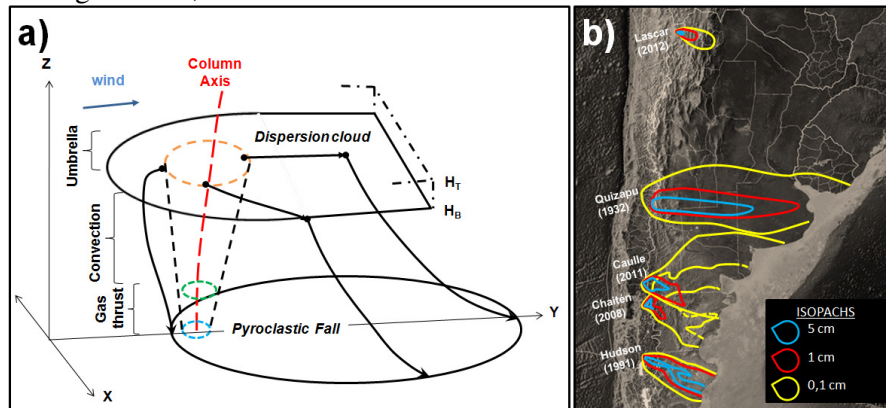 a)
Z
wind
Column
Axis
Umbrella
Dispersion cloud
H_T
H_B
Convection
Gas
thrust
Pyroclastic Fall
Y
X
b)
Lascar
(2012)
Quizapu
(1932)
Caulle
(2011)
Chaitén
(2008)
Hudson
(1991)
ISOPACHS
5 cm
1 cm
0,1 cm